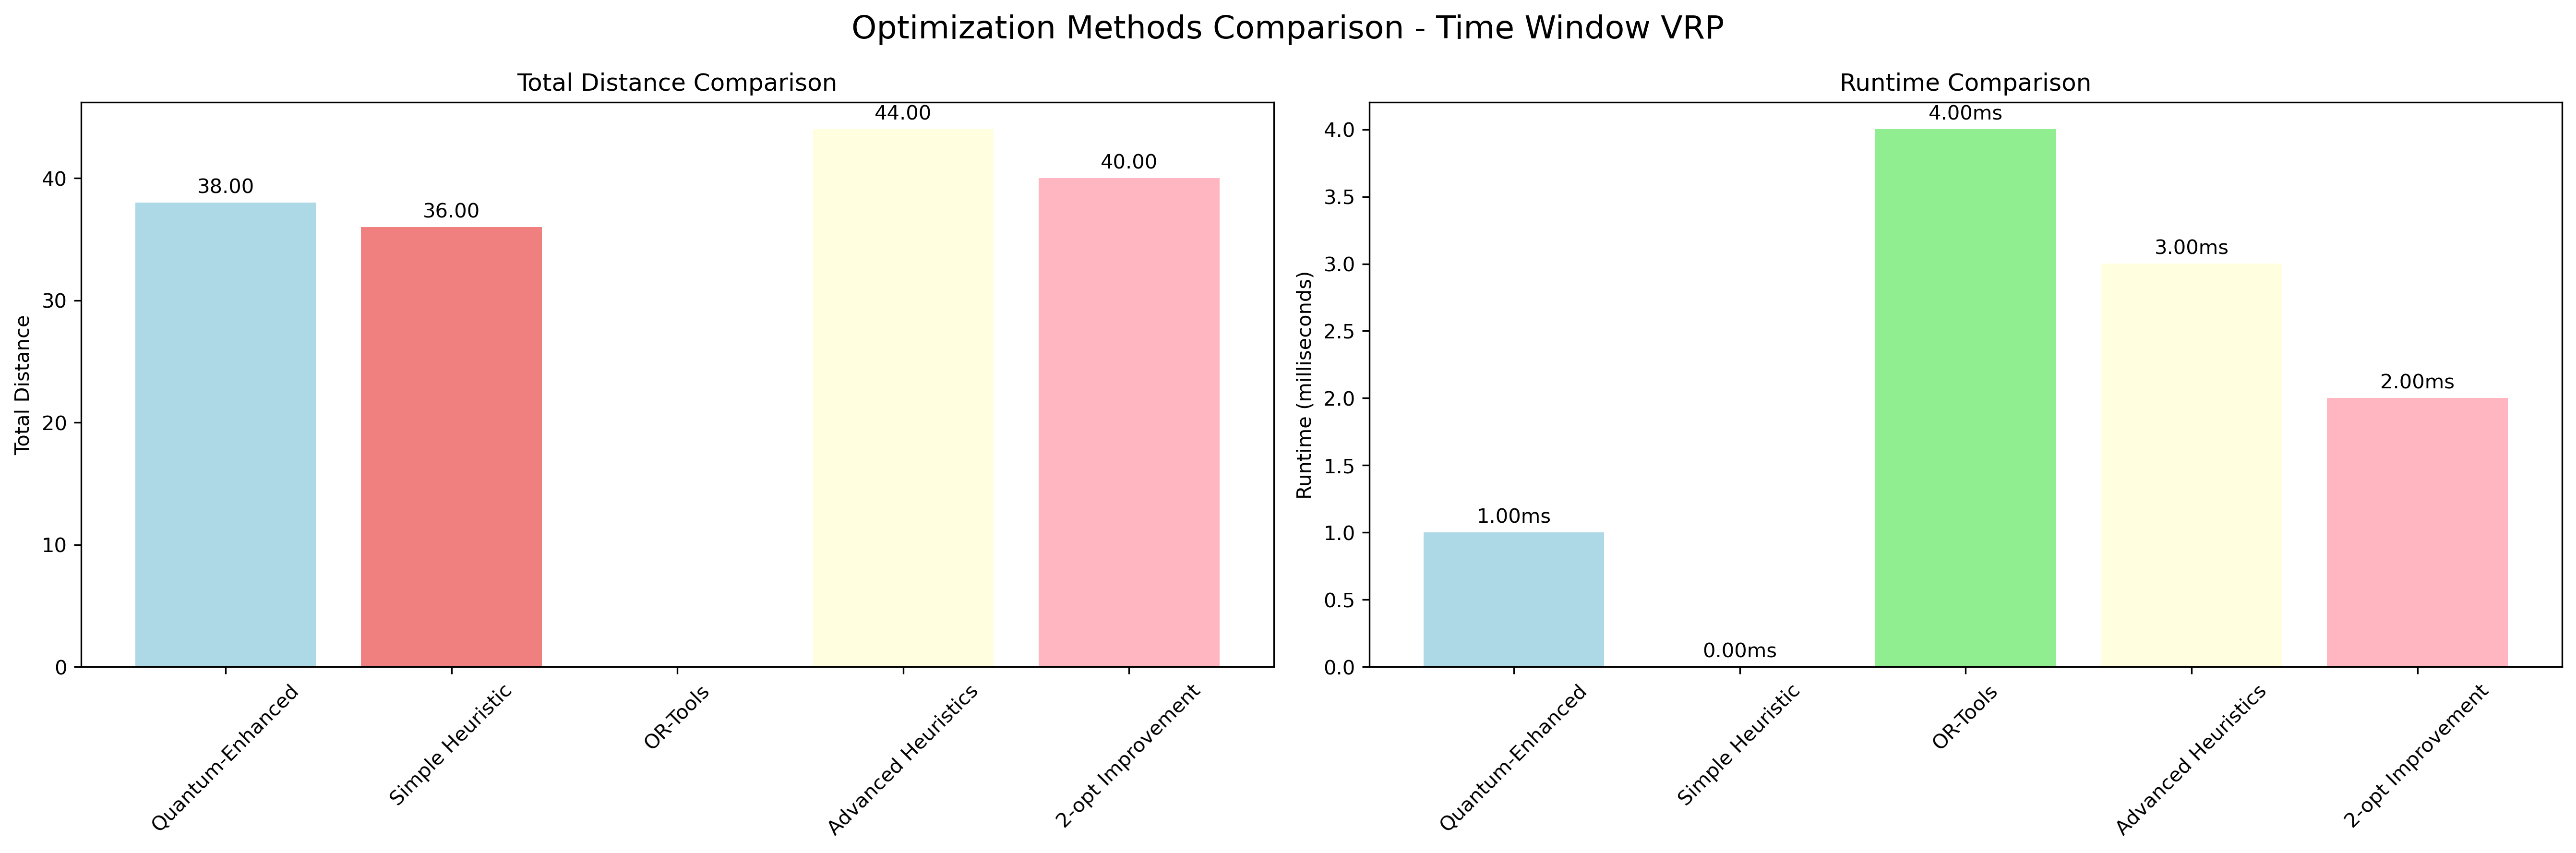 Optimization Methods Comparison - Time Window VRP
Total Distance Comparison
Total Distance
0
10
20
30
40
38.00
36.00
44.00
40.00
Quantum-Enhanced
Simple Heuristic
OR-Tools
Advanced Heuristics
2-opt Improvement
Runtime Comparison
Runtime (milliseconds)
0.0
0.5
1.0
1.5
2.0
2.5
3.0
3.5
4.0
1.00ms
0.00ms
4.00ms
3.00ms
2.00ms
Quantum-Enhanced
Simple Heuristic
OR-Tools
Advanced Heuristics
2-opt Improvement